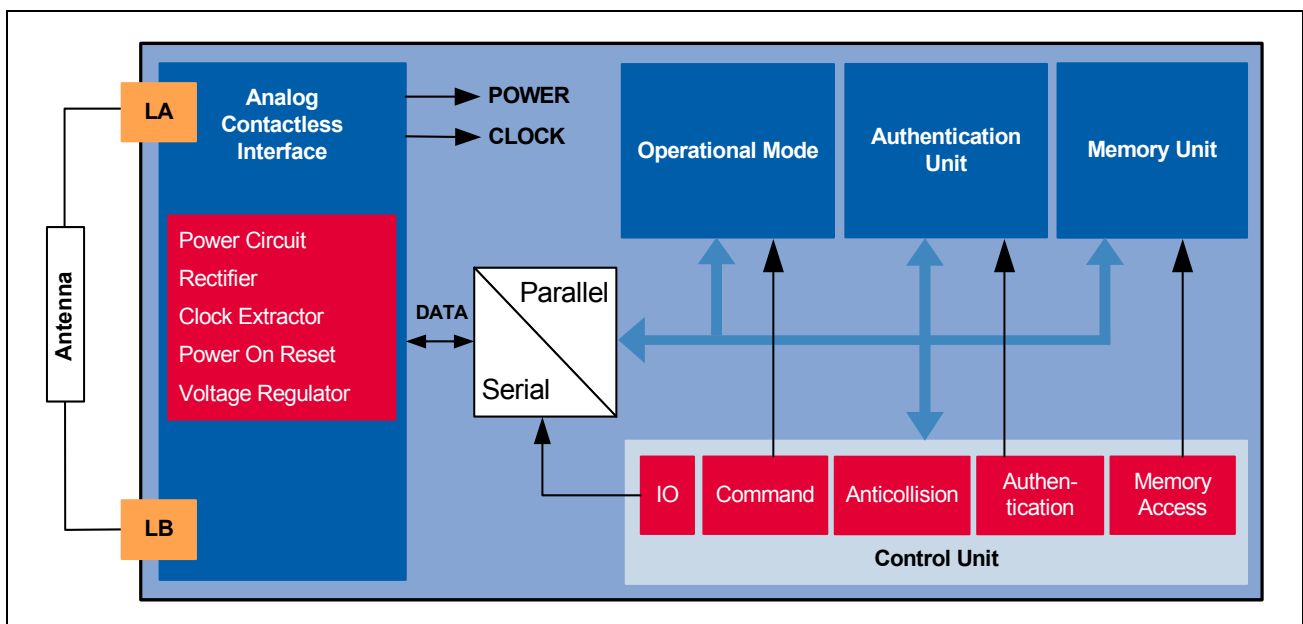 LA
Analog
Contactless
Interface
POWER
CLOCK
Operational Mode
Authentication
Unit
Memory Unit
Power Circuit
Rectifier
Clock Extractor
Power On Reset
Voltage Regulator
Antenna
DATA
Parallel
Serial
LB
IO
Command
Anticollision
Authen-
tication
Memory
Access
Control Unit